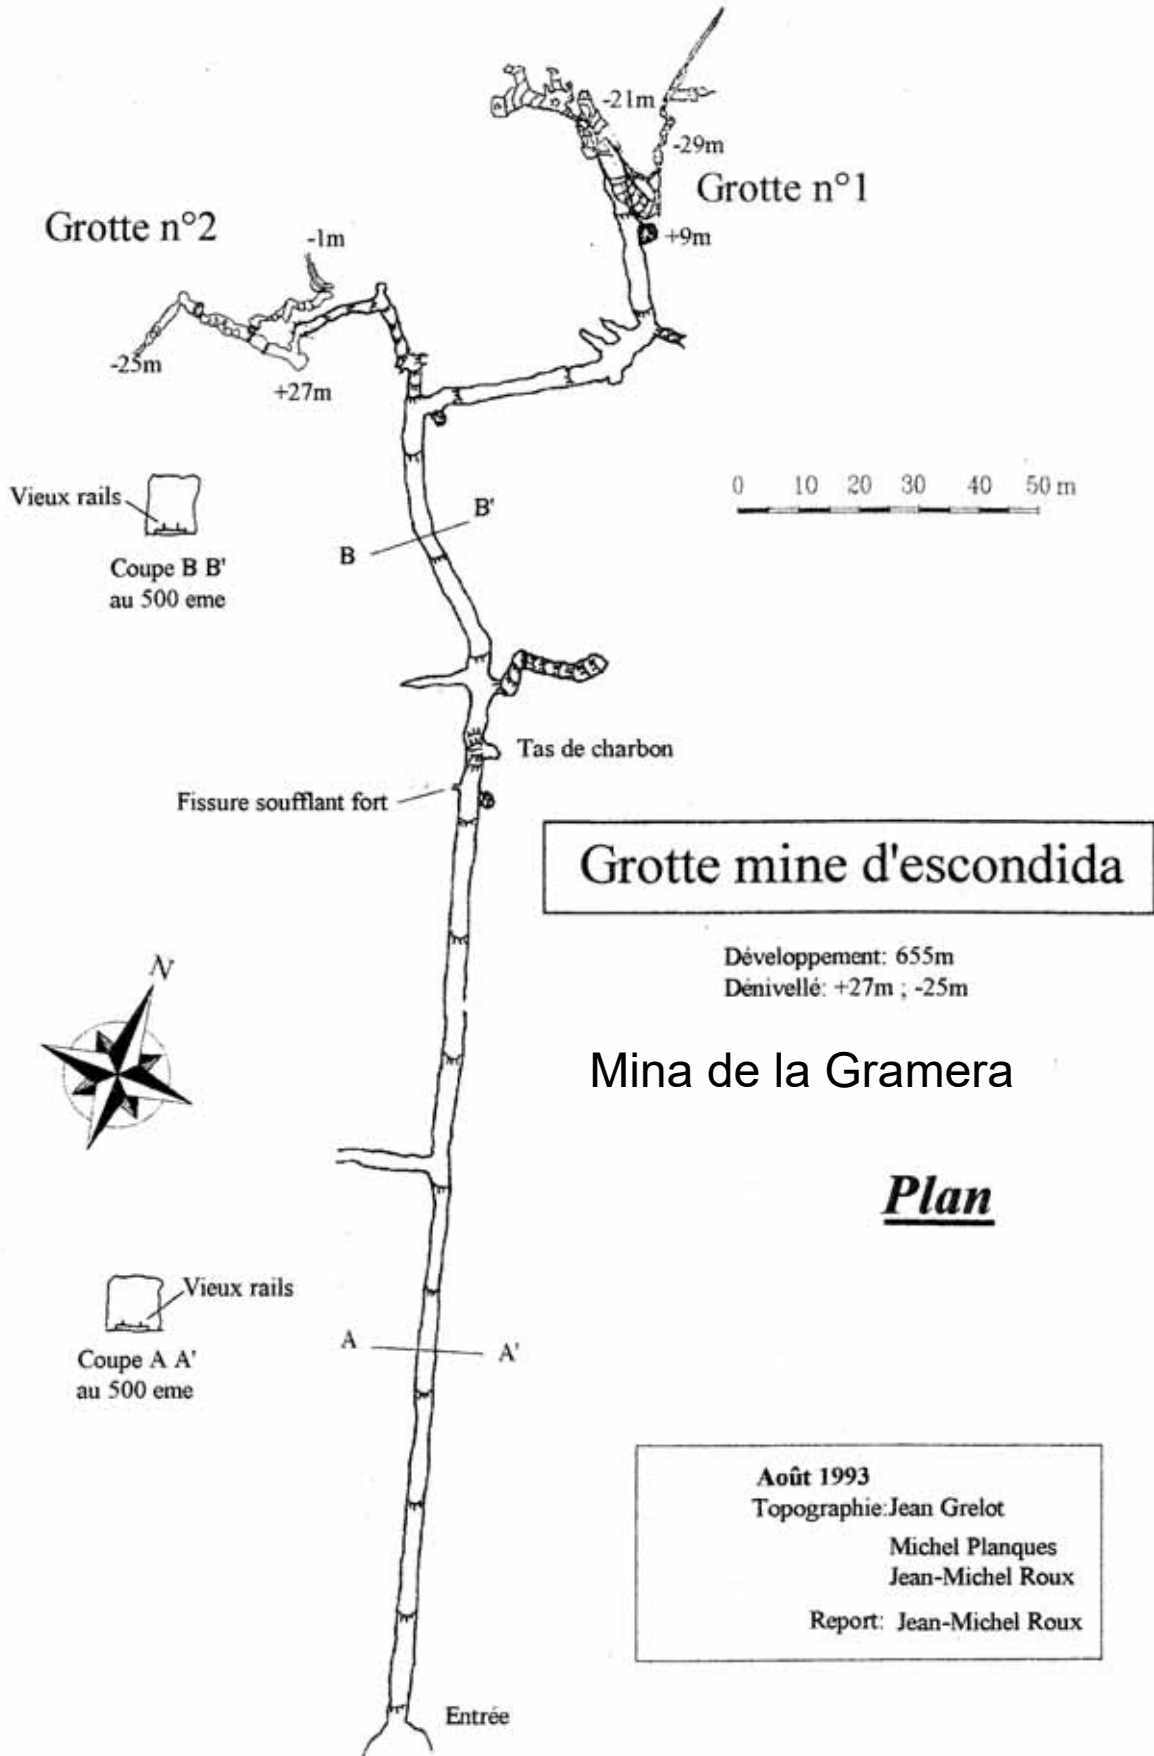 -21m
-29m
Grotte n°1
Grotte n°2
-1m
+9m
-25m
+27m
Vieux rails
0 10 20 30 40 50 m
B'
B
Coupe B B'
au 500 eme
Tas de charbon
Fissure soufflant fort
Grotte mine d'escondida
Développement: 655m
Dénivellé: +27m ; -25m
N
Mina de la Gramera
Plan
Vieux rails
A
A'
Coupe A A'
au 500 eme
Août 1993
Topographie:Jean Grelot
Michel Planques
Jean-Michel Roux
Report: Jean-Michel Roux
Entrée